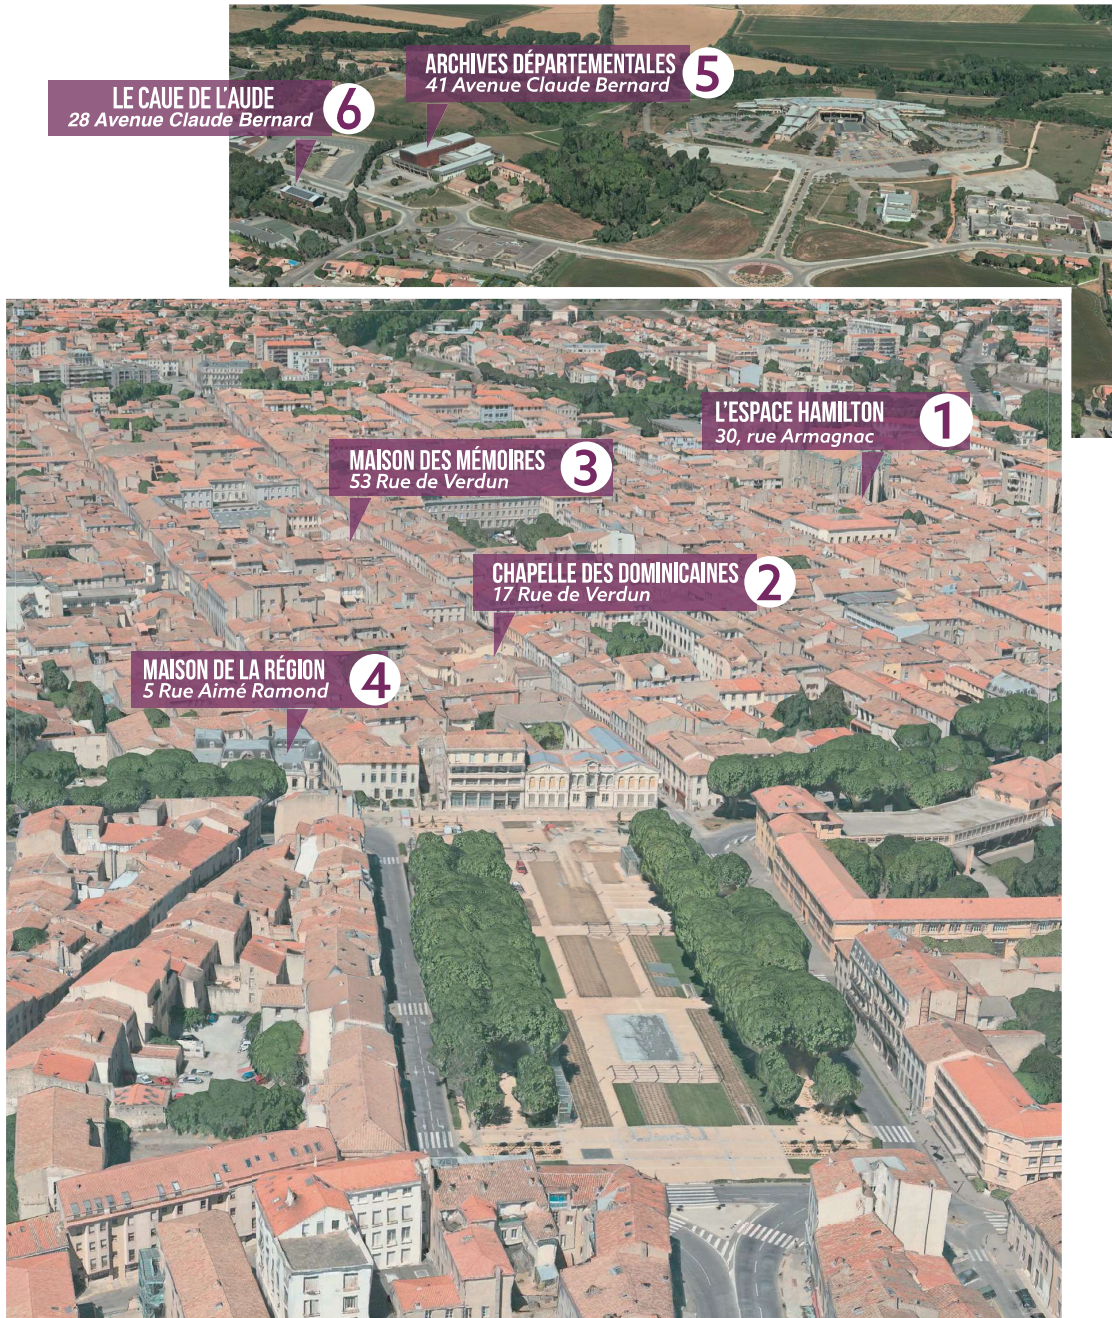 ARCHIVES DÉPARTEMENTALES
41 Avenue Claude Bernard
5
LE CAUE DE L'AUDE
28 Avenue Claude Bernard
6
L'ESPACE HAMILTON
30, rue Armagnac
1
MAISON DES MÉMOIRES
53 Rue de Verdun
3
CHAPELLE DES DOMINICAINES
17 Rue de Verdun
2
MAISON DE LA RÉGION
5 Rue Aimé Ramond
4